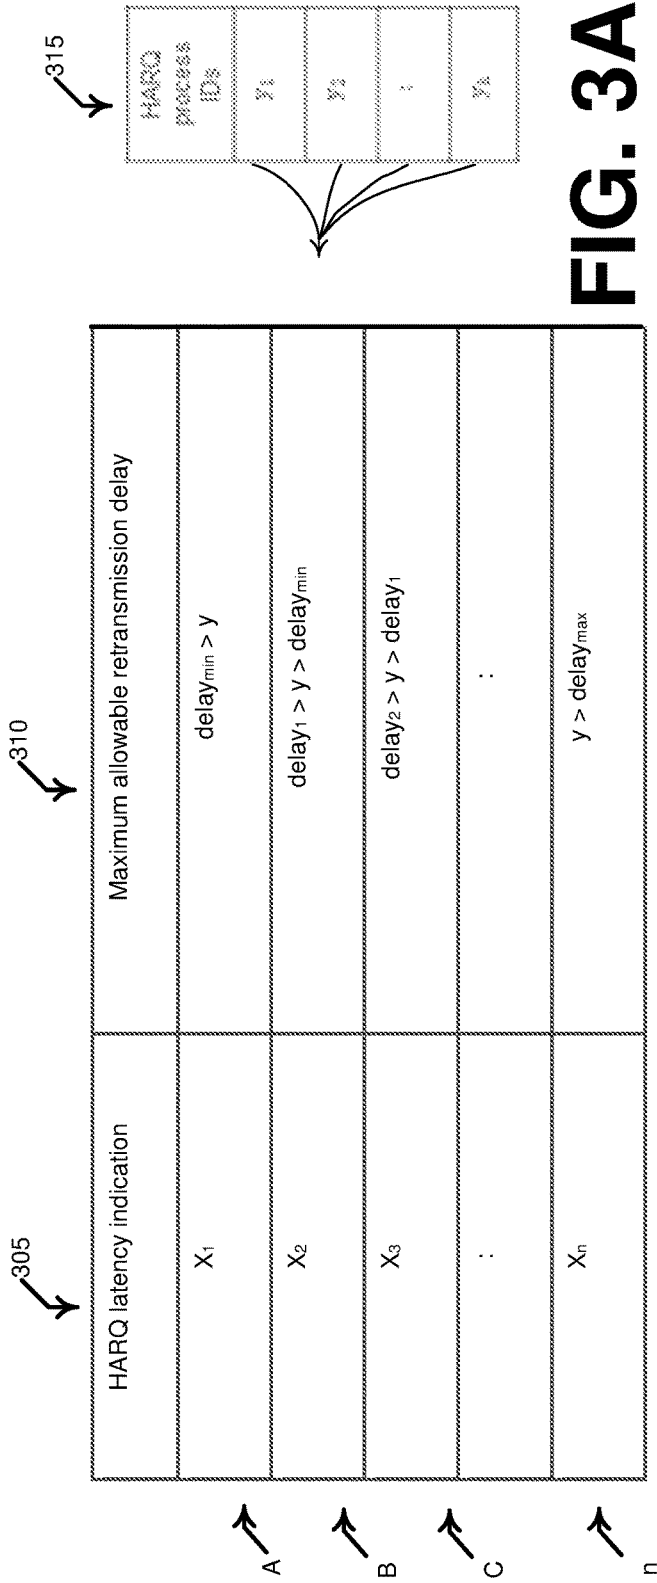 305
310
315
HARQ latency indication
Maximum allowable retransmission delay
HARQ
process
IDs
A
X₁
delayₘᵢₙ > y
y₁
B
X₂
delay₁ > y > delayₘᵢₙ
C
X₃
delay₂ > y > delay₁
:
:
:
n
Xₙ
y > delayₘₐₓ
FIG. 3A